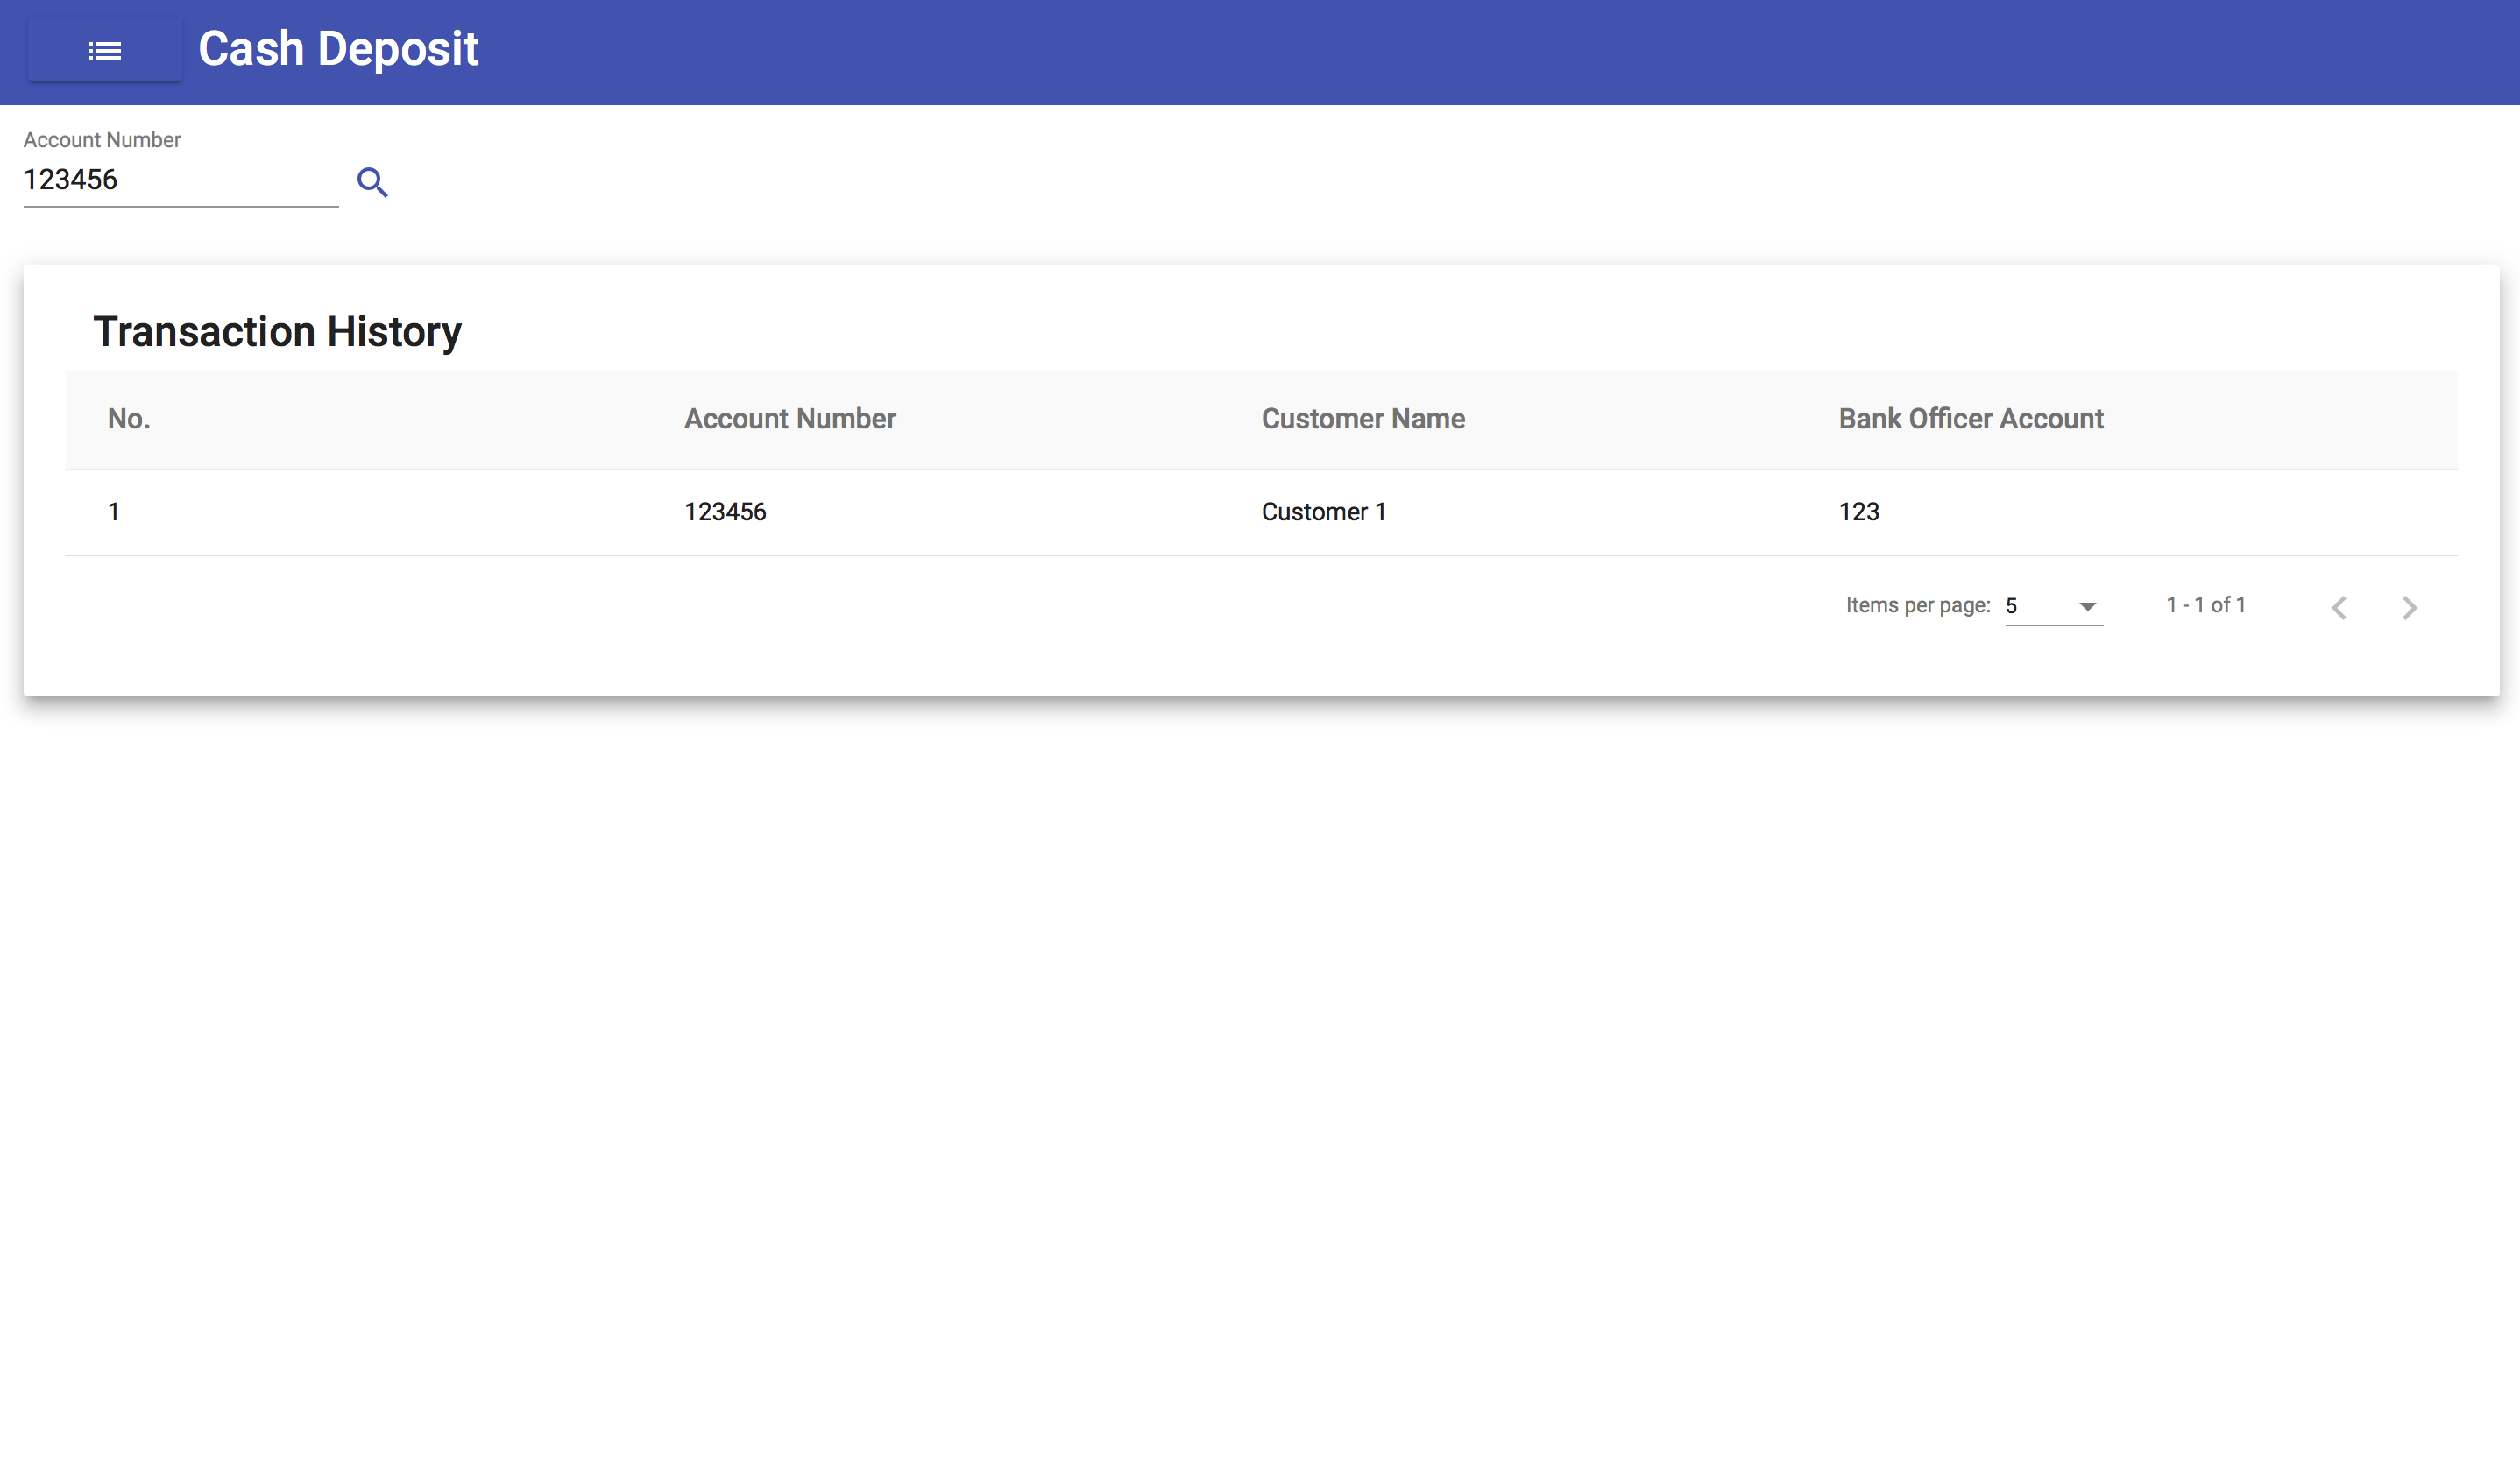 Cash Deposit
Account Number
123456
Transaction History
No. Account Number Customer Name Bank Officer Account
1 123456 Customer 1 123
Items per page: 5 1 - 1 of 1